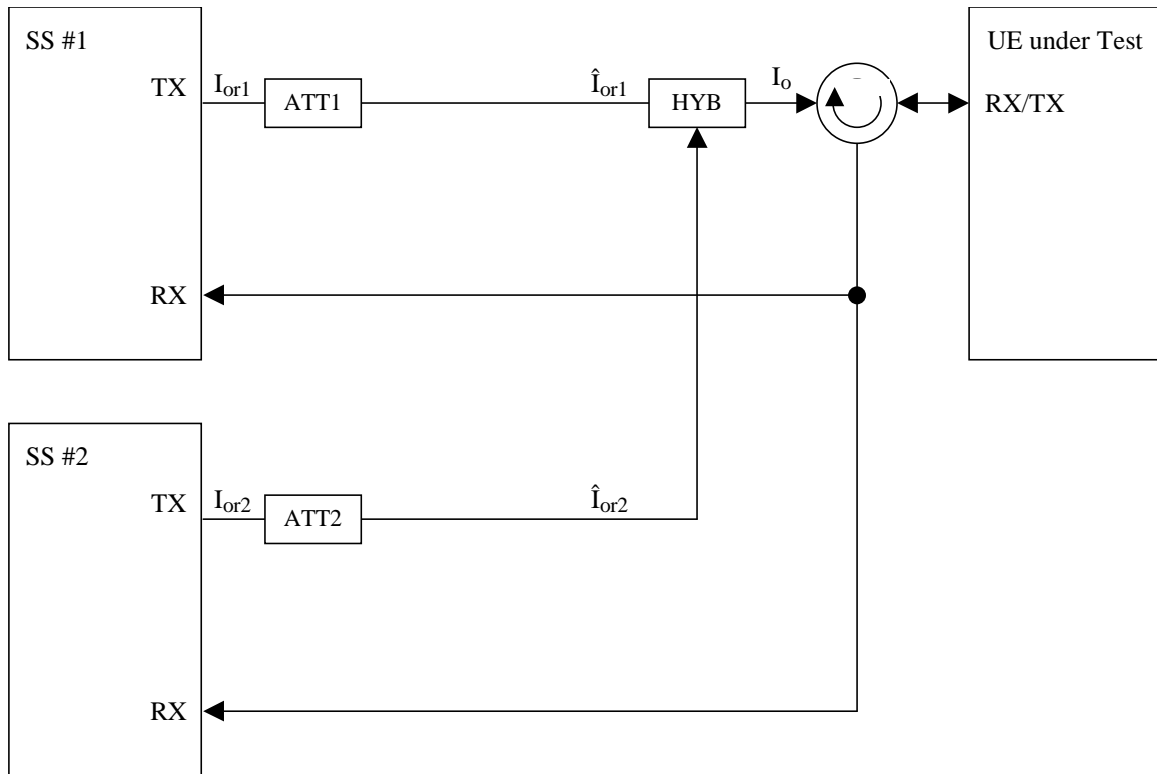 SS #1
UE under Test
TX
I_or1
ATT1
Î_or1
HYB
I_o
RX/TX
RX
SS #2
TX
I_or2
ATT2
Î_or2
RX